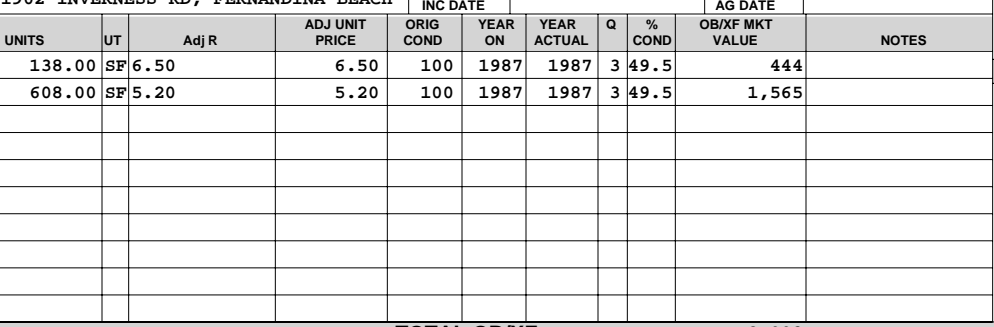 INC DATE AG DATE
UNITS UT Adj R ADJ UNIT PRICE ORIG COND YEAR ON YEAR ACTUAL Q % COND OB/XF MKT VALUE NOTES
138.00 SF 6.50 6.50 100 1987 1987 3 49.5 444
608.00 SF 5.20 5.20 100 1987 1987 3 49.5 1,565